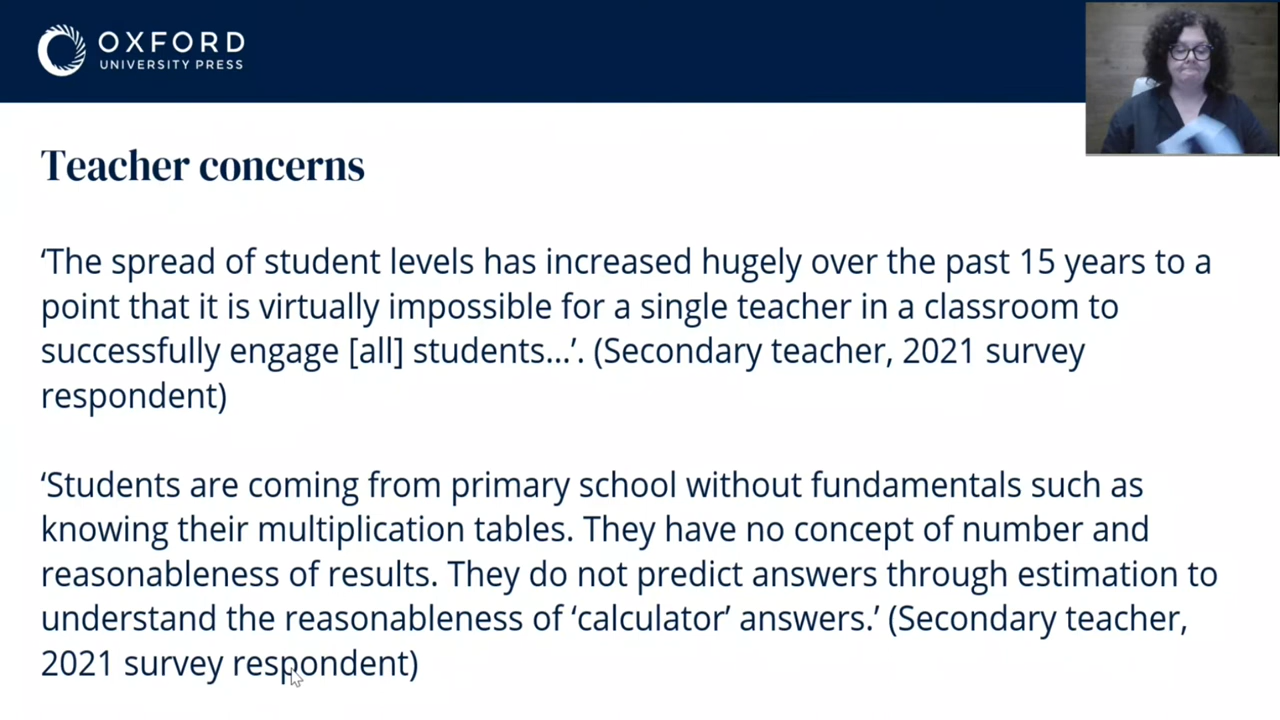 OXFORD
UNIVERSITY PRESS
Teacher concerns
‘The spread of student levels has increased hugely over the past 15 years to a
point that it is virtually impossible for a single teacher in a classroom to
successfully engage [all] students...’. (Secondary teacher, 2021 survey
respondent)
‘Students are coming from primary school without fundamentals such as
knowing their multiplication tables. They have no concept of number and
reasonableness of results. They do not predict answers through estimation to
understand the reasonableness of ‘calculator’ answers.’ (Secondary teacher,
2021 survey respondent)